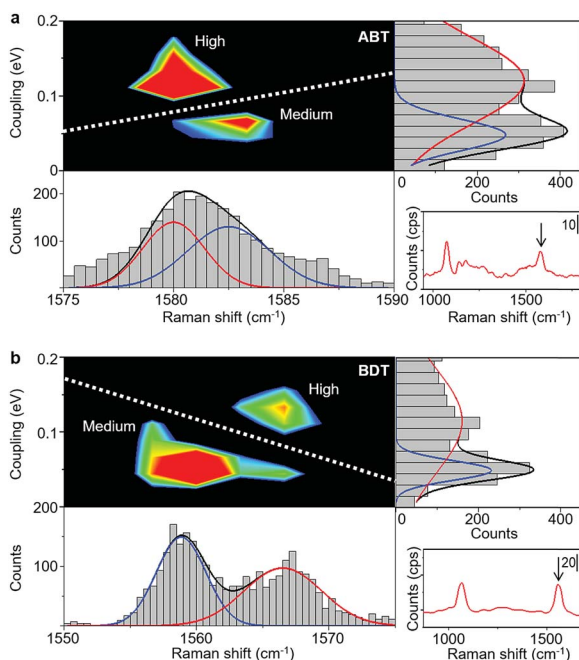 a
0.2
0.1
0
Coupling (eV)
High
Medium
ABT
0 200 400
Counts
200
100
0
Counts
1575 1580 1585 1590
Raman shift (cm⁻¹)
Counts (cps)
10
1000 1500
Raman shift (cm⁻¹)
b
0.2
0.1
0
Coupling (eV)
High
Medium
BDT
0 200 400
Counts
200
100
0
Counts
1550 1560 1570
Raman shift (cm⁻¹)
Counts (cps)
20
1000 1500
Raman shift (cm⁻¹)